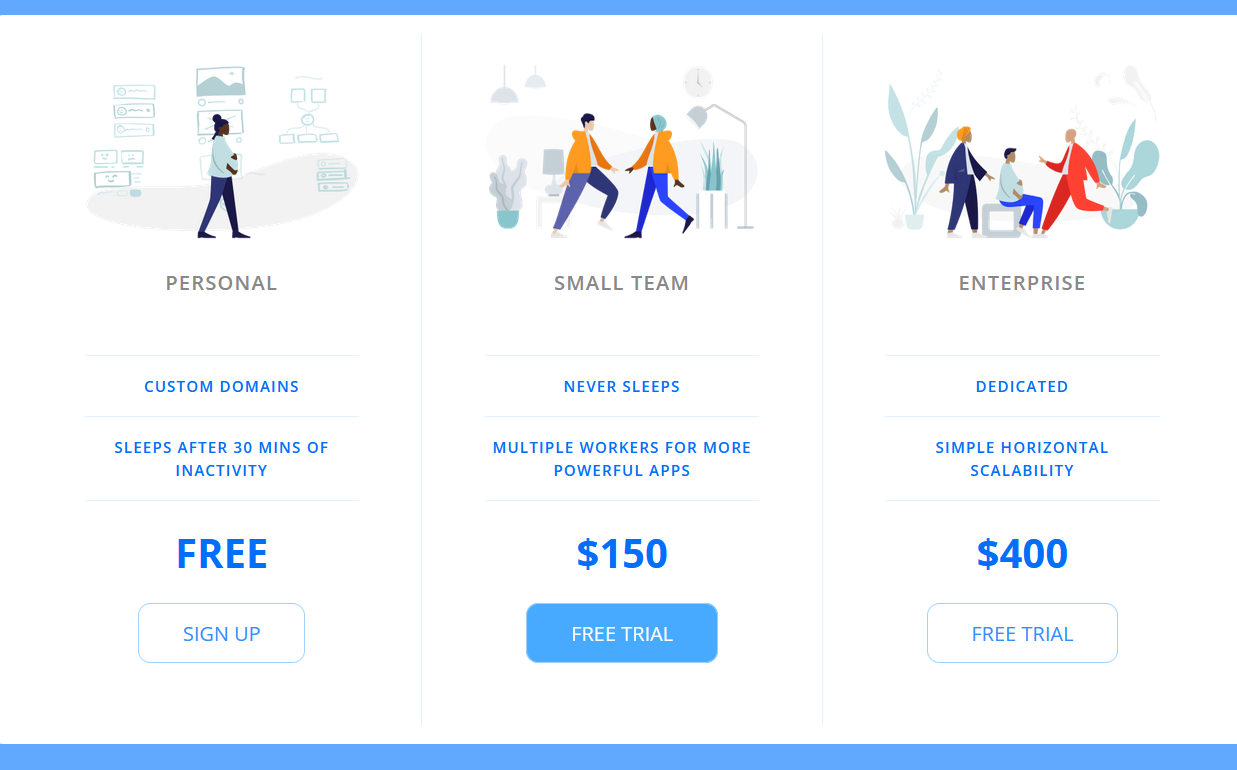 PERSONAL
CUSTOM DOMAINS
SLEEPS AFTER 30 MINS OF
INACTIVITY
FREE
SIGN UP
SMALL TEAM
NEVER SLEEPS
MULTIPLE WORKERS FOR MORE
POWERFUL APPS
$150
FREE TRIAL
ENTERPRISE
DEDICATED
SIMPLE HORIZONTAL
SCALABILITY
$400
FREE TRIAL